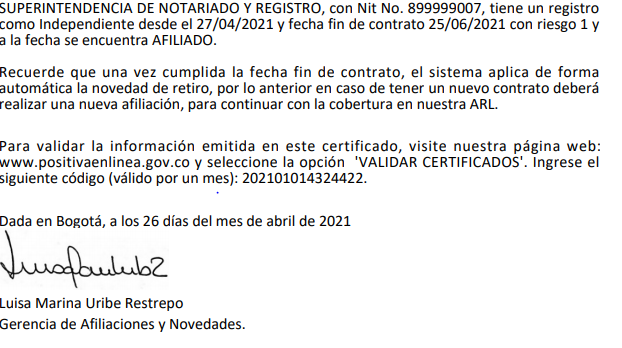 SUPERINTENDENCIA DE NOTARIADO Y REGISTRO, con Nit No. 899999007, tiene un registro
como Independiente desde el 27/04/2021 y fecha fin de contrato 25/06/2021 con riesgo 1 y
a la fecha se encuentra AFILIADO.
Recuerde que una vez cumplida la fecha fin de contrato, el sistema aplica de forma
automática la novedad de retiro, por lo anterior en caso de tener un nuevo contrato deberá
realizar una nueva afiliación, para continuar con la cobertura en nuestra ARL.
Para validar la información emitida en este certificado, visite nuestra página web:
www.positivaenlinea.gov.co y seleccione la opción 'VALIDAR CERTIFICADOS'. Ingrese el
siguiente código (válido por un mes): 202101014324422.
Dada en Bogotá, a los 26 días del mes de abril de 2021
Luisa Marina Uribe Restrepo
Gerencia de Afiliaciones y Novedades.